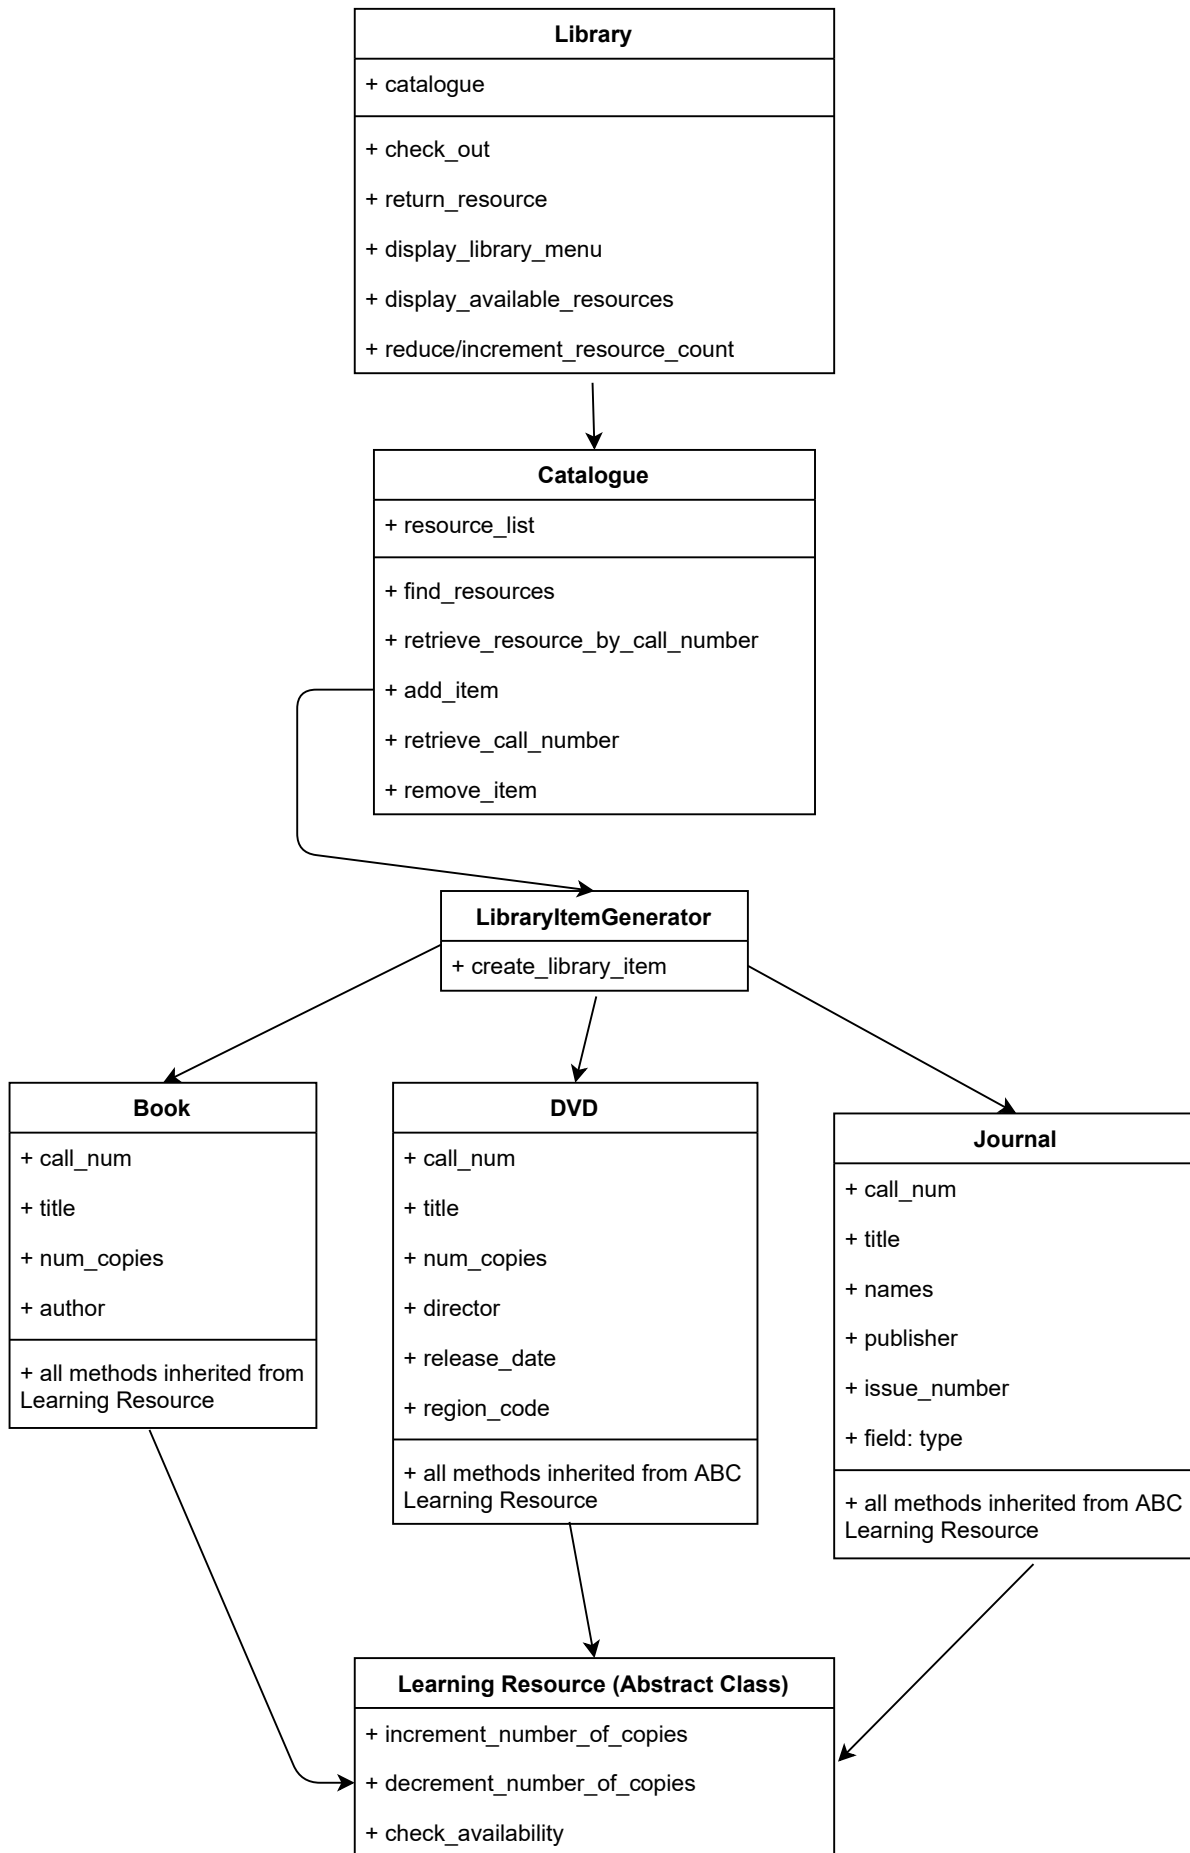 Library
+ catalogue
+ check_out
+ return_resource
+ display_library_menu
+ display_available_resources
+ reduce/increment_resource_count
Catalogue
+ resource_list
+ find_resources
+ retrieve_resource_by_call_number
+ add_item
+ retrieve_call_number
+ remove_item
LibraryItemGenerator
+ create_library_item
Book
+ call_num
+ title
+ num_copies
+ author
+ all methods inherited from
Learning Resource
DVD
+ call_num
+ title
+ num_copies
+ director
+ release_date
+ region_code
+ all methods inherited from ABC
Learning Resource
Journal
+ call_num
+ title
+ names
+ publisher
+ issue_number
+ field: type
+ all methods inherited from ABC
Learning Resource
Learning Resource (Abstract Class)
+ increment_number_of_copies
+ decrement_number_of_copies
+ check_availability